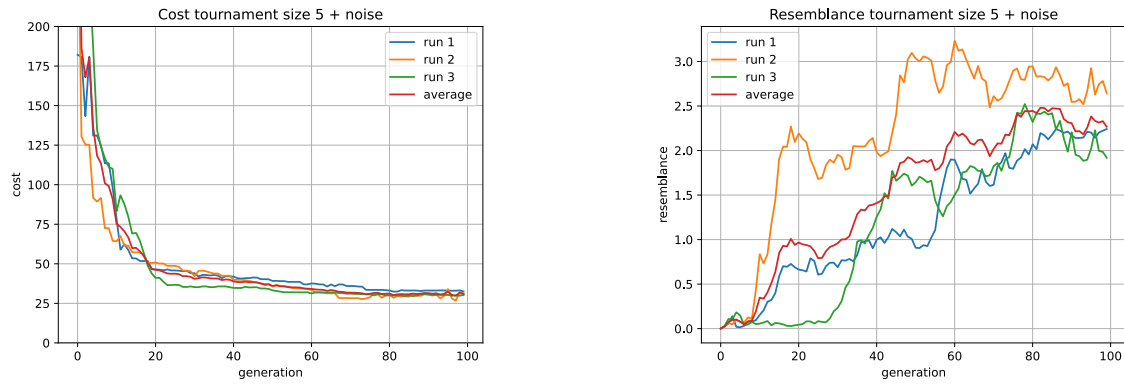 Cost tournament size 5 + noise
200
175
150
125
100
75
50
25
0
cost
0 20 40 60 80 100
generation
run 1
run 2
run 3
average
Resemblance tournament size 5 + noise
3.0
2.5
2.0
1.5
1.0
0.5
0.0
resemblance
0 20 40 60 80 100
generation
run 1
run 2
run 3
average